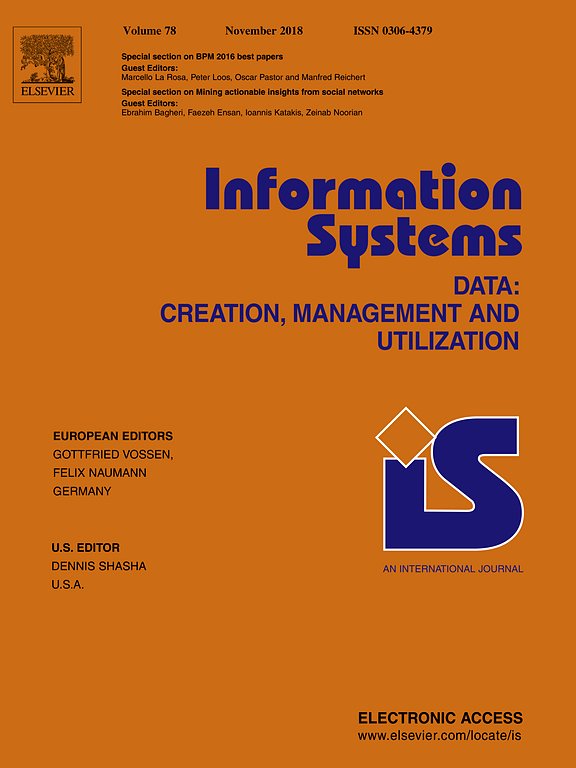 Volume 78 November 2018 ISSN 0306-4379
ELSEVIER
Special section on BPM 2016 best papers
Guest Editors:
Marcello La Rosa, Peter Loos, Oscar Pastor and Manfred Reichert
Special section on Mining actionable insights from social networks
Guest Editors:
Ebrahim Bagheri, Faezeh Ensan, Ioannis Katakis, Zeinab Noorian
Information
Systems
DATA:
CREATION, MANAGEMENT AND
UTILIZATION
EUROPEAN EDITORS
GOTTFRIED VOSSEN,
FELIX NAUMANN
GERMANY
iS
U.S. EDITOR
DENNIS SHASHA
U.S.A.
AN INTERNATIONAL JOURNAL
ELECTRONIC ACCESS
www.elsevier.com/locate/is